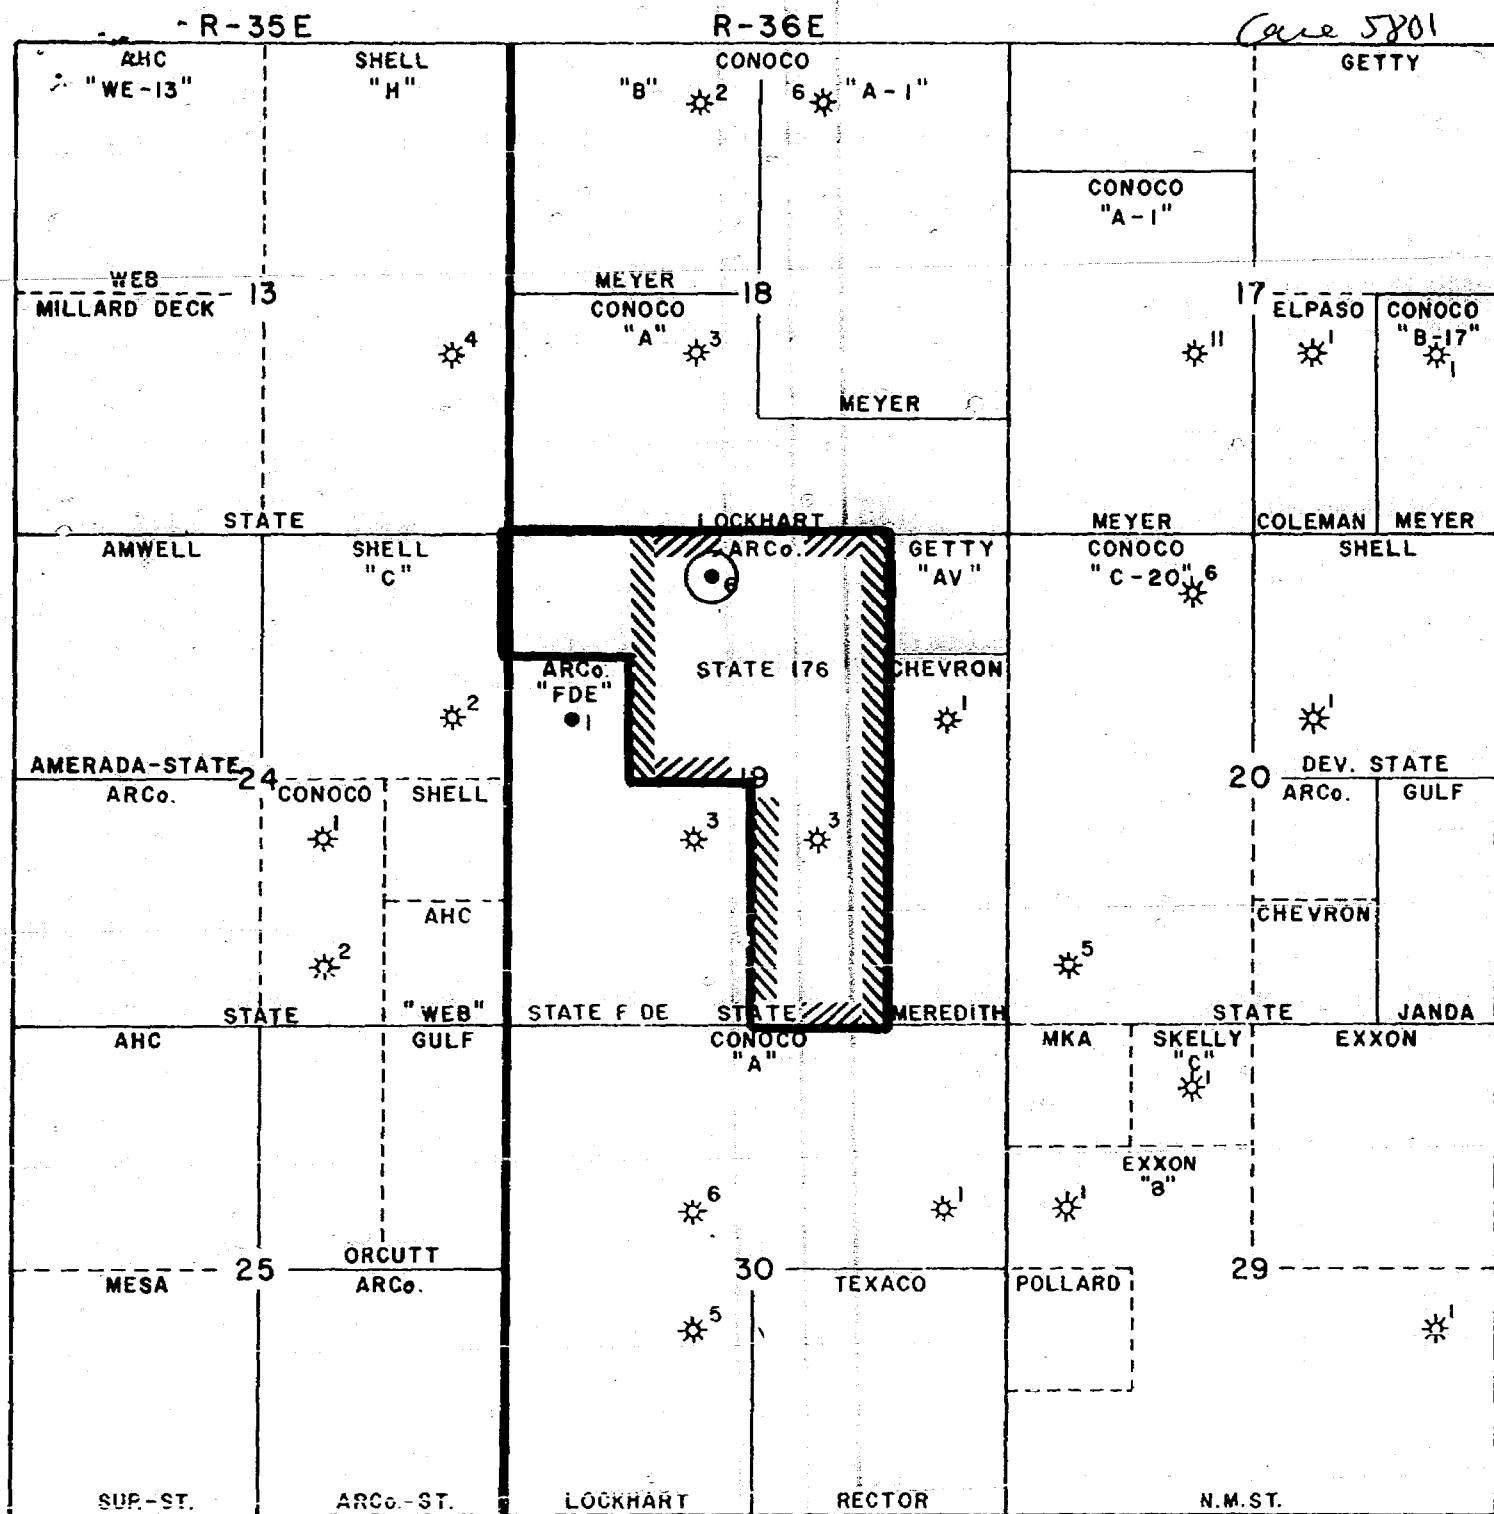 R-35E
R-36E
Case 5801
AHC
"WE-13"
SHELL
"H"
CONOCO
"B" 2
6 "A-1"
GETTY
CONOCO
"A-1"
WEB
13
MILLARD DECK
4
MEYER
18
CONOCO
"A"
3
MEYER
17
11
ELPASO
1
CONOCO
"B-17"
1
STATE
LOCKHART
MEYER
COLEMAN
MEYER
AMWELL
SHELL
"C"
2
ARCo.
6
STATE 176
GETTY
"AV"
CONOCO
"C-20" 6
SHELL
ARCo.
"FDE"
1
CHEVRON
1
1
AMERADA-STATE
24
ARCo.
CONOCO
1
SHELL
19
3
3
20
DEV. STATE
ARCo.
GULF
AHC
2
CHEVRON
5
STATE
"WEB"
STATE F DE
STATE
MEREDITH
STATE
JANDA
AHC
GULF
CONOCO
"A"
MKA
SKELLY
"C"
1
EXXON
EXXON
"B"
6
1
1
ORCUTT
25
30
29
MESA
ARCo.
TEXACO
POLLARD
5
1
SUP.-ST.
ARCo.-ST.
LOCKHART
RECTOR
N.M.ST.